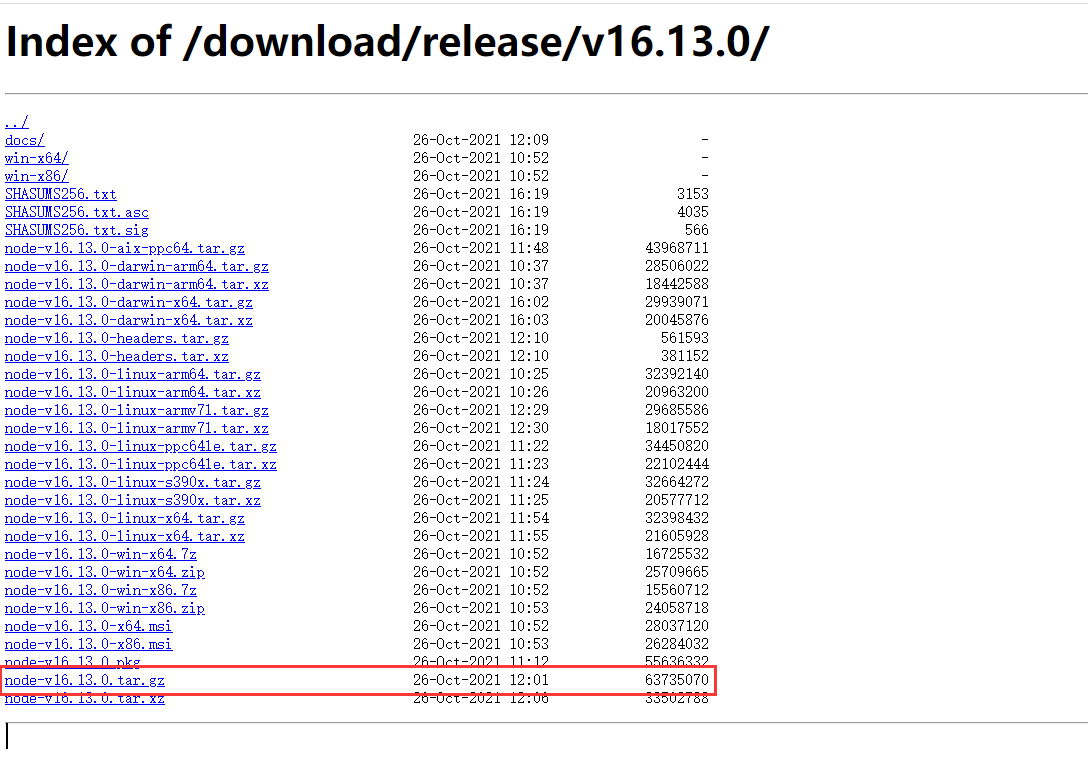 Index of /download/release/v16.13.0/
../
docs/ 26-Oct-2021 12:09 -
win-x64/ 26-Oct-2021 10:52 -
win-x86/ 26-Oct-2021 10:52 -
SHASUMS256.txt 26-Oct-2021 16:19 3153
SHASUMS256.txt.asc 26-Oct-2021 16:19 4035
SHASUMS256.txt.sig 26-Oct-2021 16:19 566
node-v16.13.0-aix-ppc64.tar.gz 26-Oct-2021 11:48 43968711
node-v16.13.0-darwin-arm64.tar.gz 26-Oct-2021 10:37 28506022
node-v16.13.0-darwin-arm64.tar.xz 26-Oct-2021 10:37 18442588
node-v16.13.0-darwin-x64.tar.gz 26-Oct-2021 16:02 29939071
node-v16.13.0-darwin-x64.tar.xz 26-Oct-2021 16:03 20045876
node-v16.13.0-headers.tar.gz 26-Oct-2021 12:10 561593
node-v16.13.0-headers.tar.xz 26-Oct-2021 12:10 381152
node-v16.13.0-linux-arm64.tar.gz 26-Oct-2021 10:25 32392140
node-v16.13.0-linux-arm64.tar.xz 26-Oct-2021 10:26 20963200
node-v16.13.0-linux-armv7l.tar.gz 26-Oct-2021 12:29 29685586
node-v16.13.0-linux-armv7l.tar.xz 26-Oct-2021 12:30 18017552
node-v16.13.0-linux-ppc64le.tar.gz 26-Oct-2021 11:22 34450820
node-v16.13.0-linux-ppc64le.tar.xz 26-Oct-2021 11:23 22102444
node-v16.13.0-linux-s390x.tar.gz 26-Oct-2021 11:24 32664272
node-v16.13.0-linux-s390x.tar.xz 26-Oct-2021 11:25 20577712
node-v16.13.0-linux-x64.tar.gz 26-Oct-2021 11:54 32398432
node-v16.13.0-linux-x64.tar.xz 26-Oct-2021 11:55 21605928
node-v16.13.0-win-x64.7z 26-Oct-2021 10:52 16725532
node-v16.13.0-win-x64.zip 26-Oct-2021 10:52 25709665
node-v16.13.0-win-x86.7z 26-Oct-2021 10:52 15560712
node-v16.13.0-win-x86.zip 26-Oct-2021 10:53 24058718
node-v16.13.0-x64.msi 26-Oct-2021 10:52 28037120
node-v16.13.0-x86.msi 26-Oct-2021 10:53 26284032
node-v16.13.0.pkg 26-Oct-2021 11:12 55636332
node-v16.13.0.tar.gz 26-Oct-2021 12:01 63735070
node-v16.13.0.tar.xz 26-Oct-2021 12:06 33502788